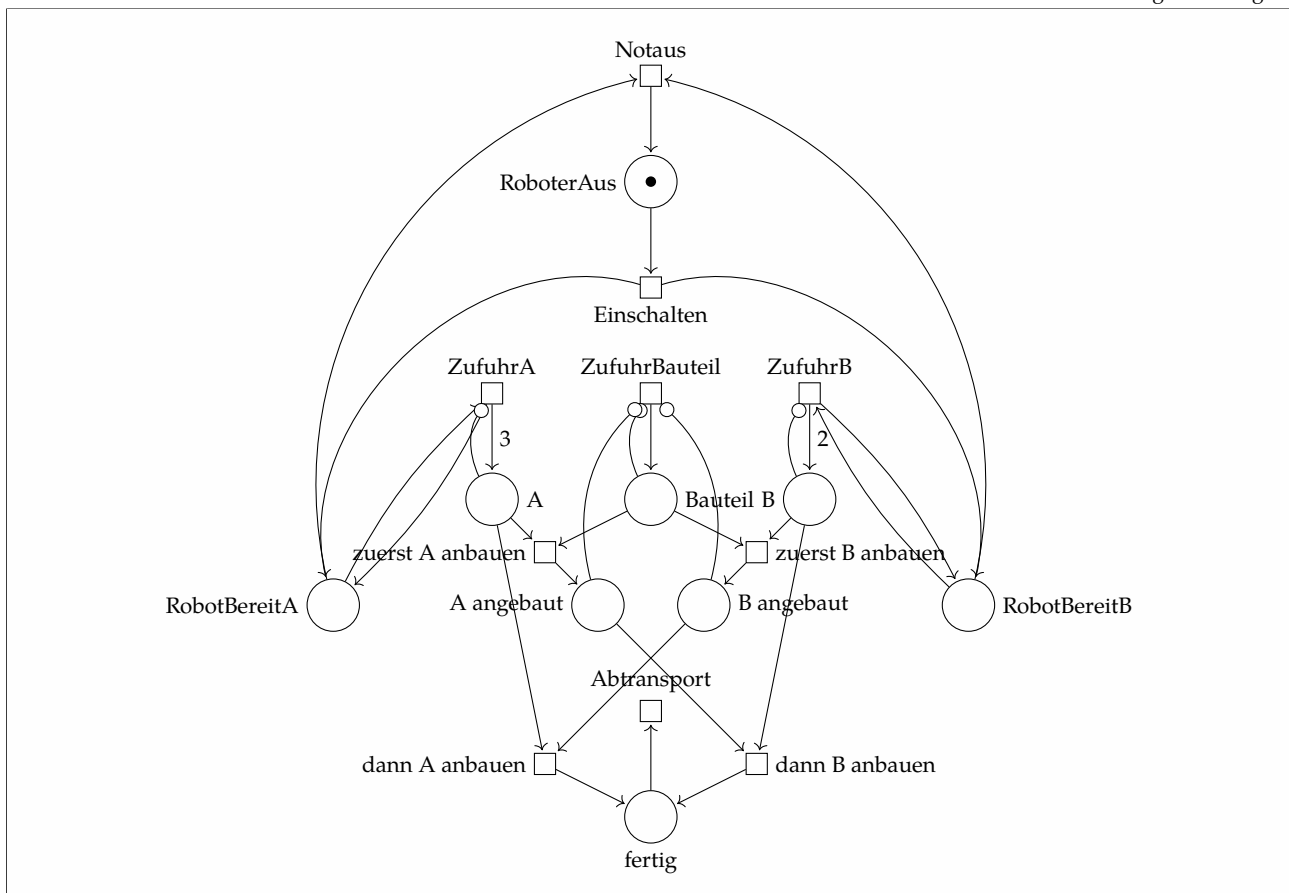 Notaus
RoboterAus
Einschalten
ZufuhrA
ZufuhrBauteil
ZufuhrB
3
2
A
Bauteil
B
zuerst A anbauen
zuerst B anbauen
RobotBereitA
A angebaut
B angebaut
RobotBereitB
Abtransport
dann A anbauen
dann B anbauen
fertig